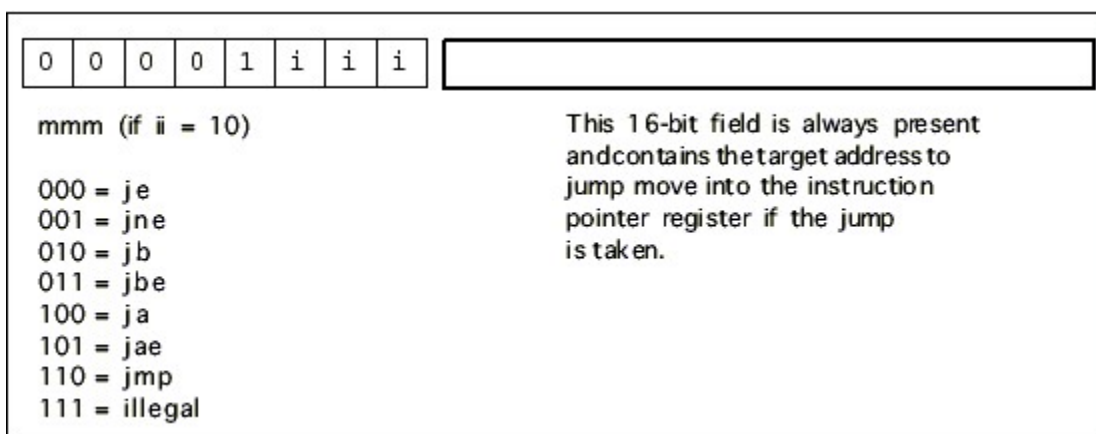 0 0 0 0 1 i i i
mmm (if ii = 10)
000 = je
001 = jne
010 = jb
011 = jbe
100 = ja
101 = jae
110 = jmp
111 = illegal
This 16-bit field is always present
andcontains thetarget address to
jump move into the instruction
pointer register if the jump
is taken.